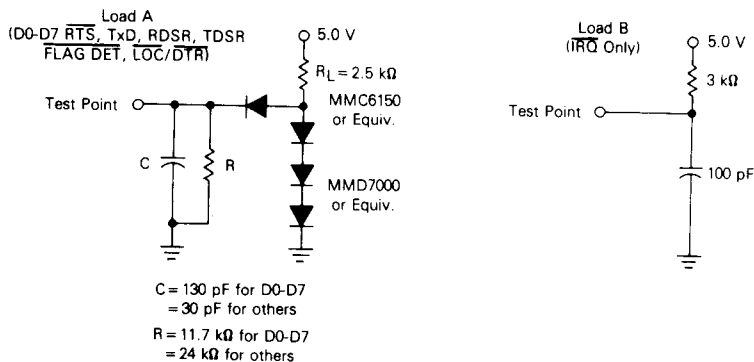 Load A
(D0-D7 RTS, TxD, RDSR, TDSR
FLAG DET, LOC/DTR)
5.0 V
RL = 2.5 kΩ
Test Point
MMC6150
or Equiv.
C
R
MMD7000
or Equiv.
C = 130 pF for D0-D7
= 30 pF for others
R = 11.7 kΩ for D0-D7
= 24 kΩ for others
Load B
(IRQ Only)
5.0 V
3 kΩ
Test Point
100 pF